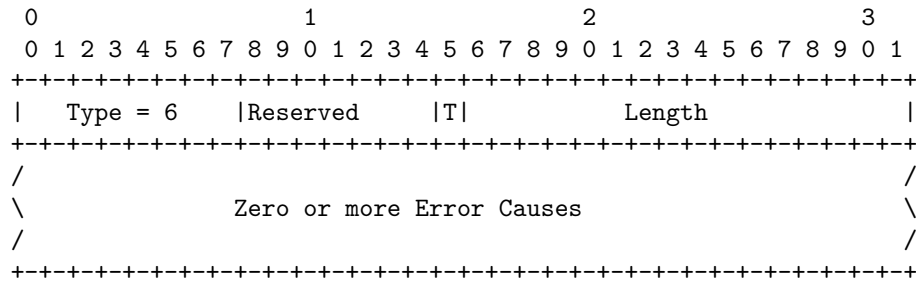 0                   1                   2                   3
 0 1 2 3 4 5 6 7 8 9 0 1 2 3 4 5 6 7 8 9 0 1 2 3 4 5 6 7 8 9 0 1
+-+-+-+-+-+-+-+-+-+-+-+-+-+-+-+-+-+-+-+-+-+-+-+-+-+-+-+-+-+-+-+-+
|   Type = 6    |Reserved     |T|           Length              |
+-+-+-+-+-+-+-+-+-+-+-+-+-+-+-+-+-+-+-+-+-+-+-+-+-+-+-+-+-+-+-+-+
/                                                               /
\               Zero or more Error Causes                       \
/                                                               /
+-+-+-+-+-+-+-+-+-+-+-+-+-+-+-+-+-+-+-+-+-+-+-+-+-+-+-+-+-+-+-+-+